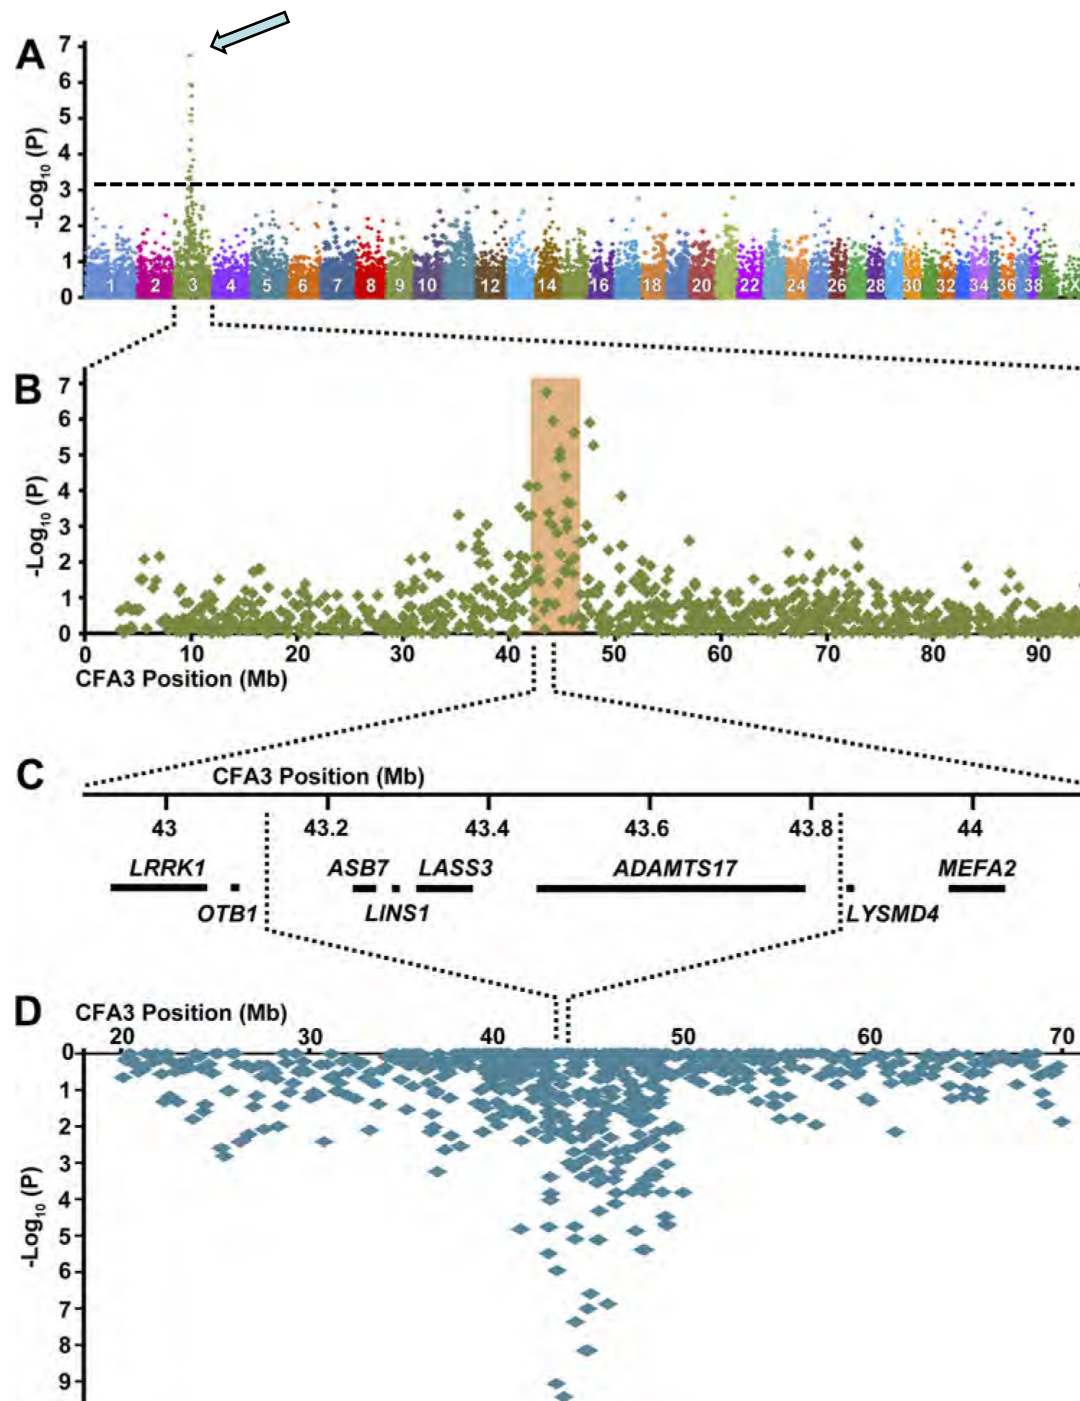 A
7
6
5
4
3
2
1
0
-Log10 (P)
1 2 3 4 5 6 7 8 9 10 12 14 16 18 20 22 24 26 28 30 32 34 36 38 X
B
7
6
5
4
3
2
1
0
-Log10 (P)
0 10 20 30 40 50 60 70 80 90
CFA3 Position (Mb)
C
CFA3 Position (Mb)
43 43.2 43.4 43.6 43.8 44
LRRK1 ASB7 LASS3 ADAMTS17 MEFA2
OTB1 LINS1 LYSMD4
D
CFA3 Position (Mb)
20 30 40 50 60 70
0
1
2
3
4
5
6
7
8
9
-Log10 (P)